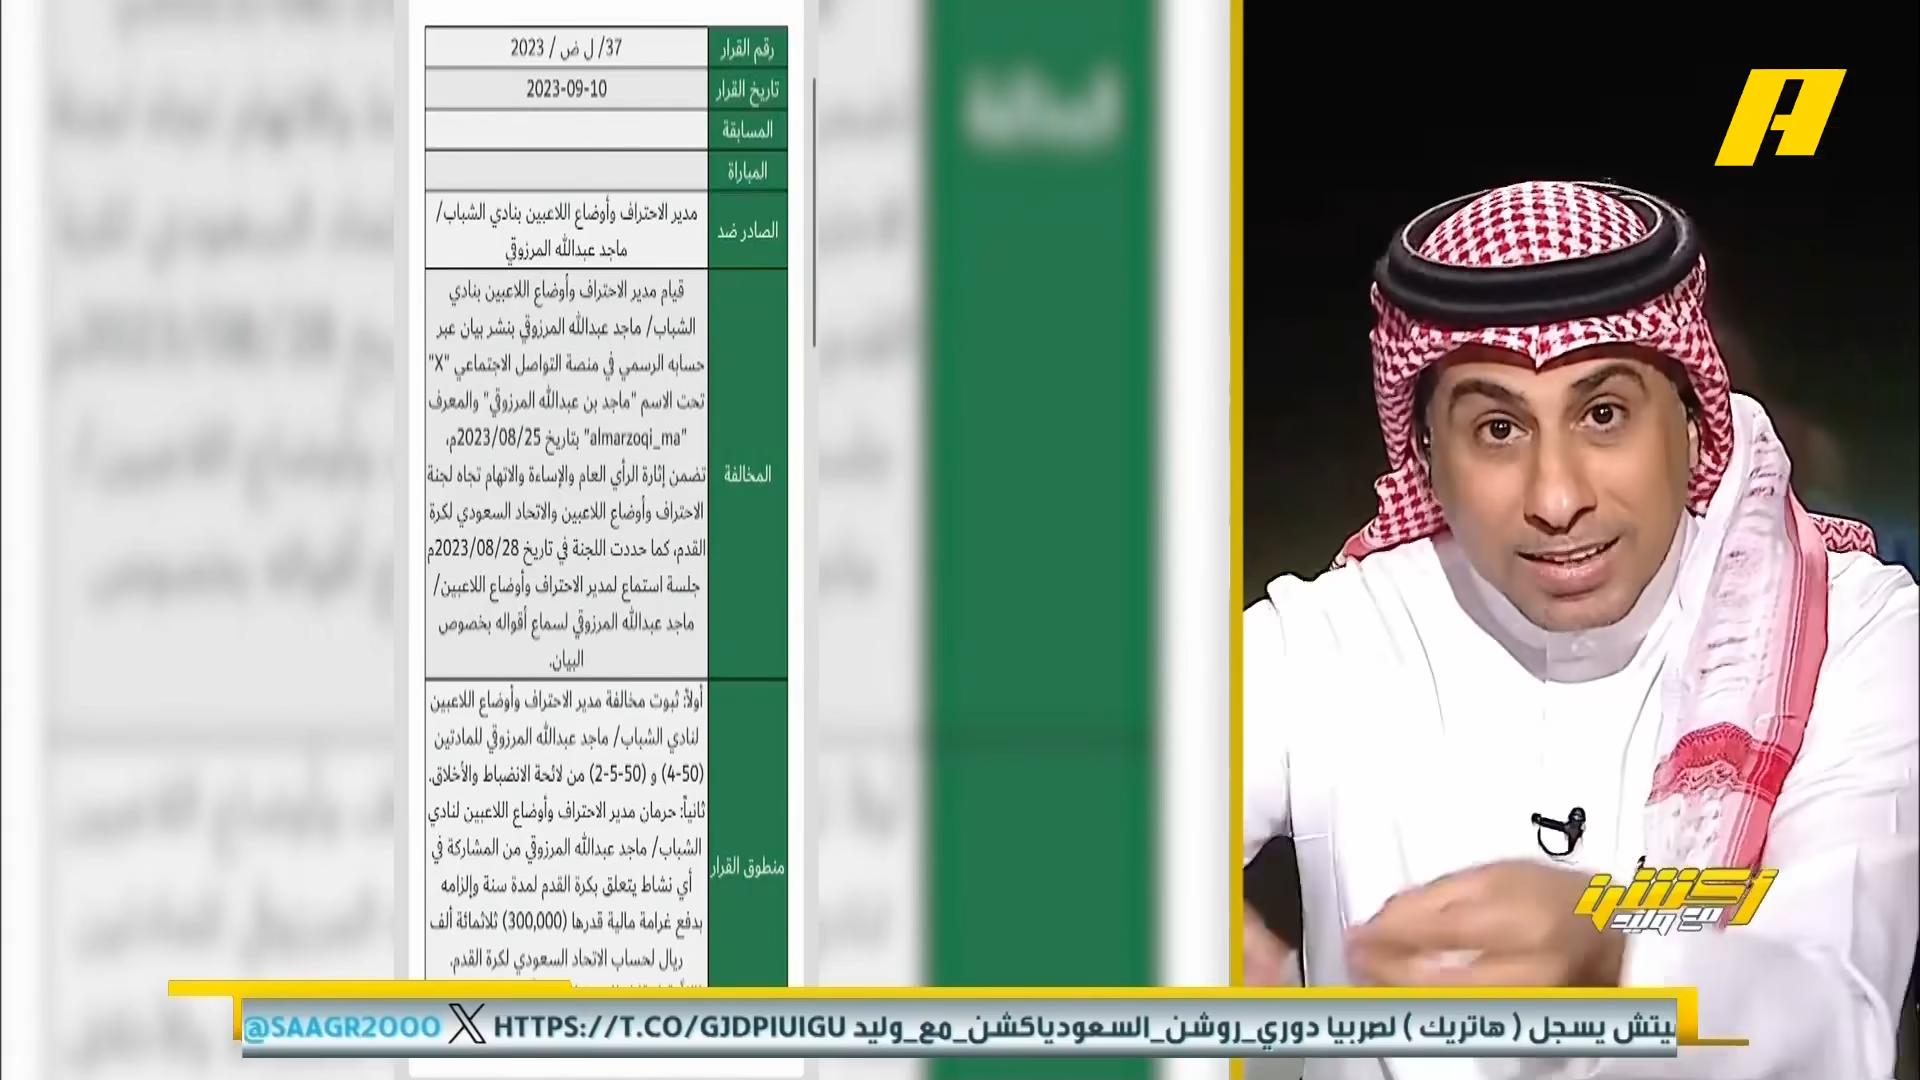 رقم القرار
37/ ل ض / 2023
تاريخ القرار
2023-09-10
المسابقة
المباراة
الصادر ضد
مدير الاحتراف وأوضاع اللاعبين بنادي الشباب/
ماجد عبدالله المرزوقي
المخالفة
قيام مدير الاحتراف وأوضاع اللاعبين بنادي
الشباب/ ماجد عبدالله المرزوقي بنشر بيان عبر
حسابه الرسمي في منصة التواصل الاجتماعي "X"
تحت الاسم "ماجد بن عبدالله المرزوقي" والمعرف
"almarzoqi_ma" بتاريخ 2023/08/25م،
تضمن إثارة الرأي العام والإساءة والاتهام تجاه لجنة
الاحتراف وأوضاع اللاعبين والاتحاد السعودي لكرة
القدم، كما حددت اللجنة في تاريخ 2023/08/28م
جلسة استماع لمدير الاحتراف وأوضاع اللاعبين/
ماجد عبدالله المرزوقي لسماع أقواله بخصوص
البيان.
منطوق القرار
أولاً: ثبوت مخالفة مدير الاحتراف وأوضاع اللاعبين
لنادي الشباب/ ماجد عبدالله المرزوقي للمادتين
(50-4) و (50-5-2) من لائحة الانضباط والأخلاق.
ثانياً: حرمان مدير الاحتراف وأوضاع اللاعبين لنادي
الشباب/ ماجد عبدالله المرزوقي من المشاركة في
أي نشاط يتعلق بكرة القدم لمدة سنة وإلزامه
بدفع غرامة مالية قدرها (300,000) ثلاثمائة ألف
ريال لحساب الاتحاد السعودي لكرة القدم.
A
أكشن
مع وليد
يتش يسجل ( هاتريك ) لصربيا دوري_روشن_السعودياكشن_مع_وليد HTTPS://T.CO/GJDPIUIGU X @SAAGR2000